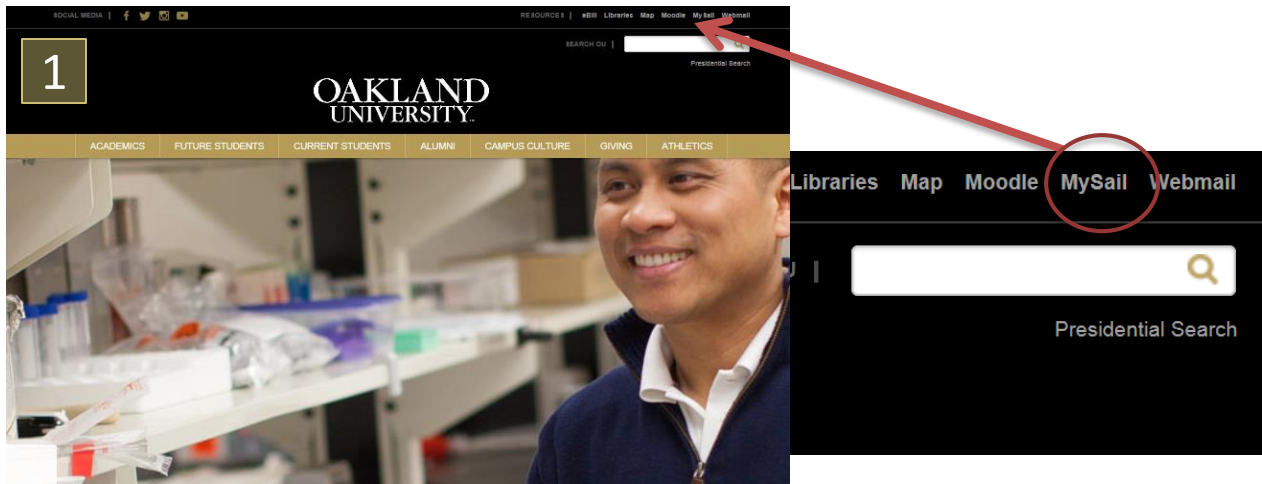 SOCIAL MEDIA |
RESOURCES | eBill Libraries Map Moodle MySail Webmail
1
SEARCH OU |
Presidential Search
OAKLAND
UNIVERSITY
ACADEMICS FUTURE STUDENTS CURRENT STUDENTS ALUMNI CAMPUS CULTURE GIVING ATHLETICS
Libraries Map Moodle MySail Webmail
|
Presidential Search